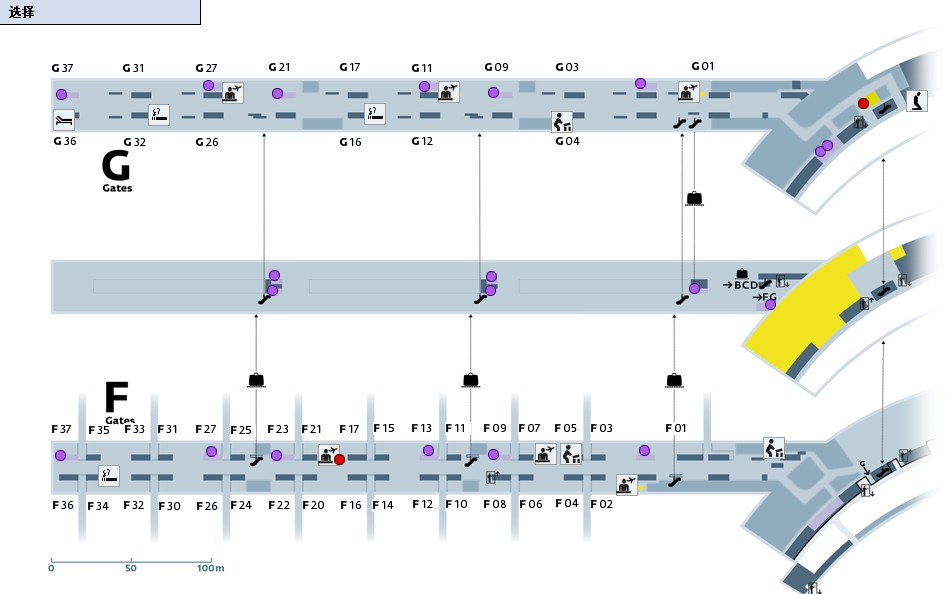 选择
G 37 G 31 G 27 G 21 G 17 G 11 G 09 G 03 G 01
G 36 G 32 G 26 G 16 G 12 G 04
G
Gates
BCD
FG
F
Gates
F 37 F 35 F 33 F 31 F 27 F 25 F 23 F 21 F 17 F 15 F 13 F 11 F 09 F 07 F 05 F 03 F 01
G
F 36 F 34 F 32 F 30 F 26 F 24 F 22 F 20 F 16 F 14 F 12 F 10 F 08 F 06 F 04 F 02
0 50 100m